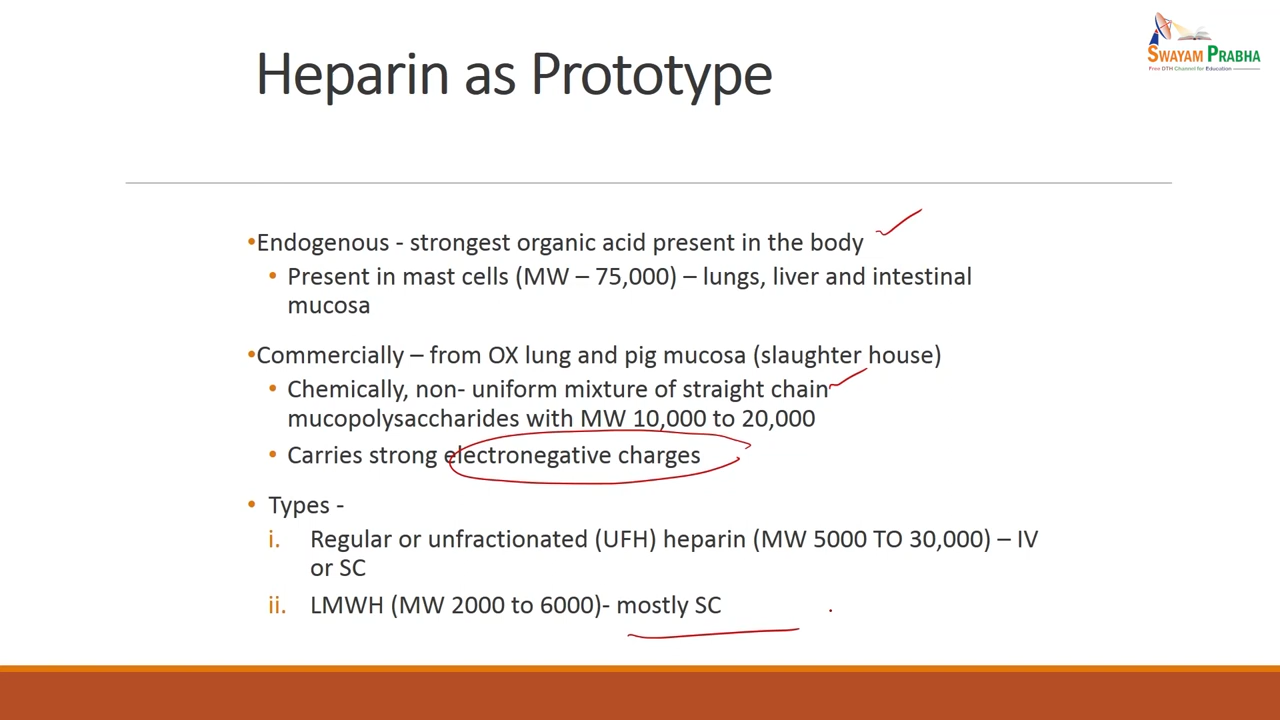 SWAYAM PRABHA
Free DTH Channel for Education
Heparin as Prototype
•Endogenous - strongest organic acid present in the body
• Present in mast cells (MW – 75,000) – lungs, liver and intestinal
mucosa
•Commercially – from OX lung and pig mucosa (slaughter house)
• Chemically, non- uniform mixture of straight chain
mucopolysaccharides with MW 10,000 to 20,000
• Carries strong electronegative charges
• Types -
i. Regular or unfractionated (UFH) heparin (MW 5000 TO 30,000) – IV
or SC
ii. LMWH (MW 2000 to 6000)- mostly SC